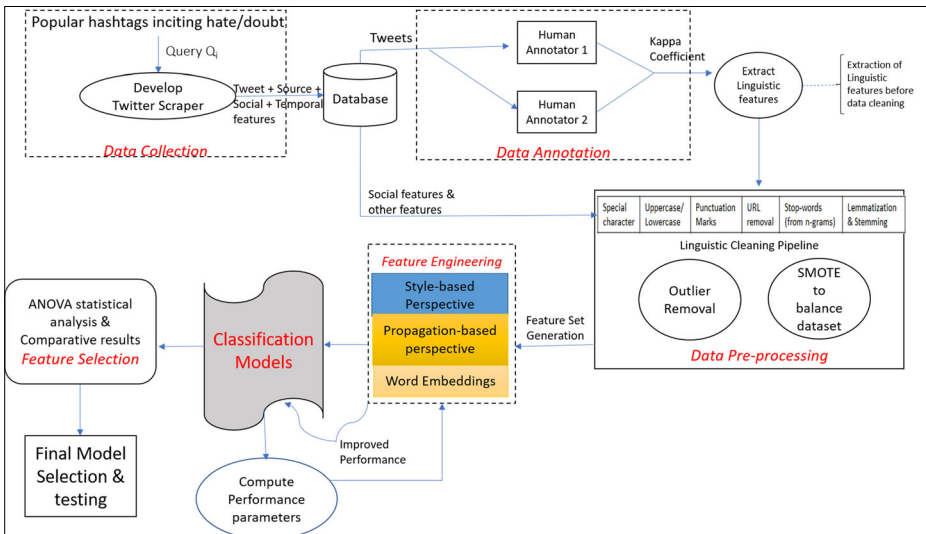 Popular hashtags inciting hate/doubt
Query Qi
Develop
Twitter Scraper
Data Collection
Tweet + Source +
Social + Temporal
features
Database
Tweets
Human
Annotator 1
Human
Annotator 2
Data Annotation
Kappa
Coefficient
Extract
Linguistic
features
Extraction of
Linguistic
features before
data cleaning
Social features &
other features
Special
character
Uppercase/
Lowercase
Punctuation
Marks
URL
removal
Stop-words
(from n-grams)
Lemmatization
& Stemming
Linguistic Cleaning Pipeline
Outlier
Removal
SMOTE
to
balance
dataset
Data Pre-processing
Feature Set
Generation
Feature Engineering
Style-based
Perspective
Propagation-based
perspective
Word Embeddings
Classification
Models
Improved
Performance
Compute
Performance
parameters
ANOVA statistical
analysis &
Comparative results
Feature Selection
Final Model
Selection &
testing